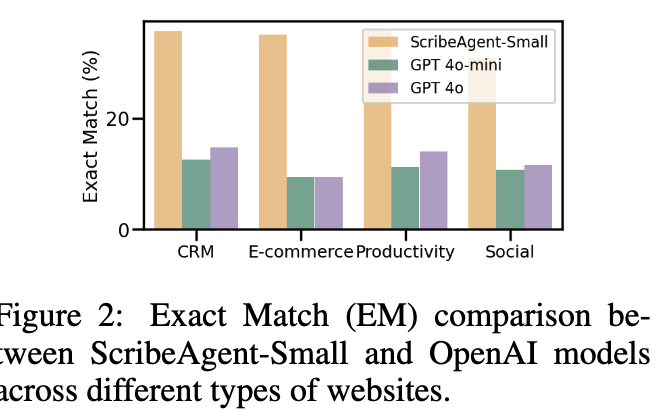 ScribeAgent-Small
GPT 4o-mini
GPT 4o
Exact Match (%)
20
0
CRM
E-commerce
Productivity
Social
Figure 2: Exact Match (EM) comparison be-
tween ScribeAgent-Small and OpenAI models
across different types of websites.